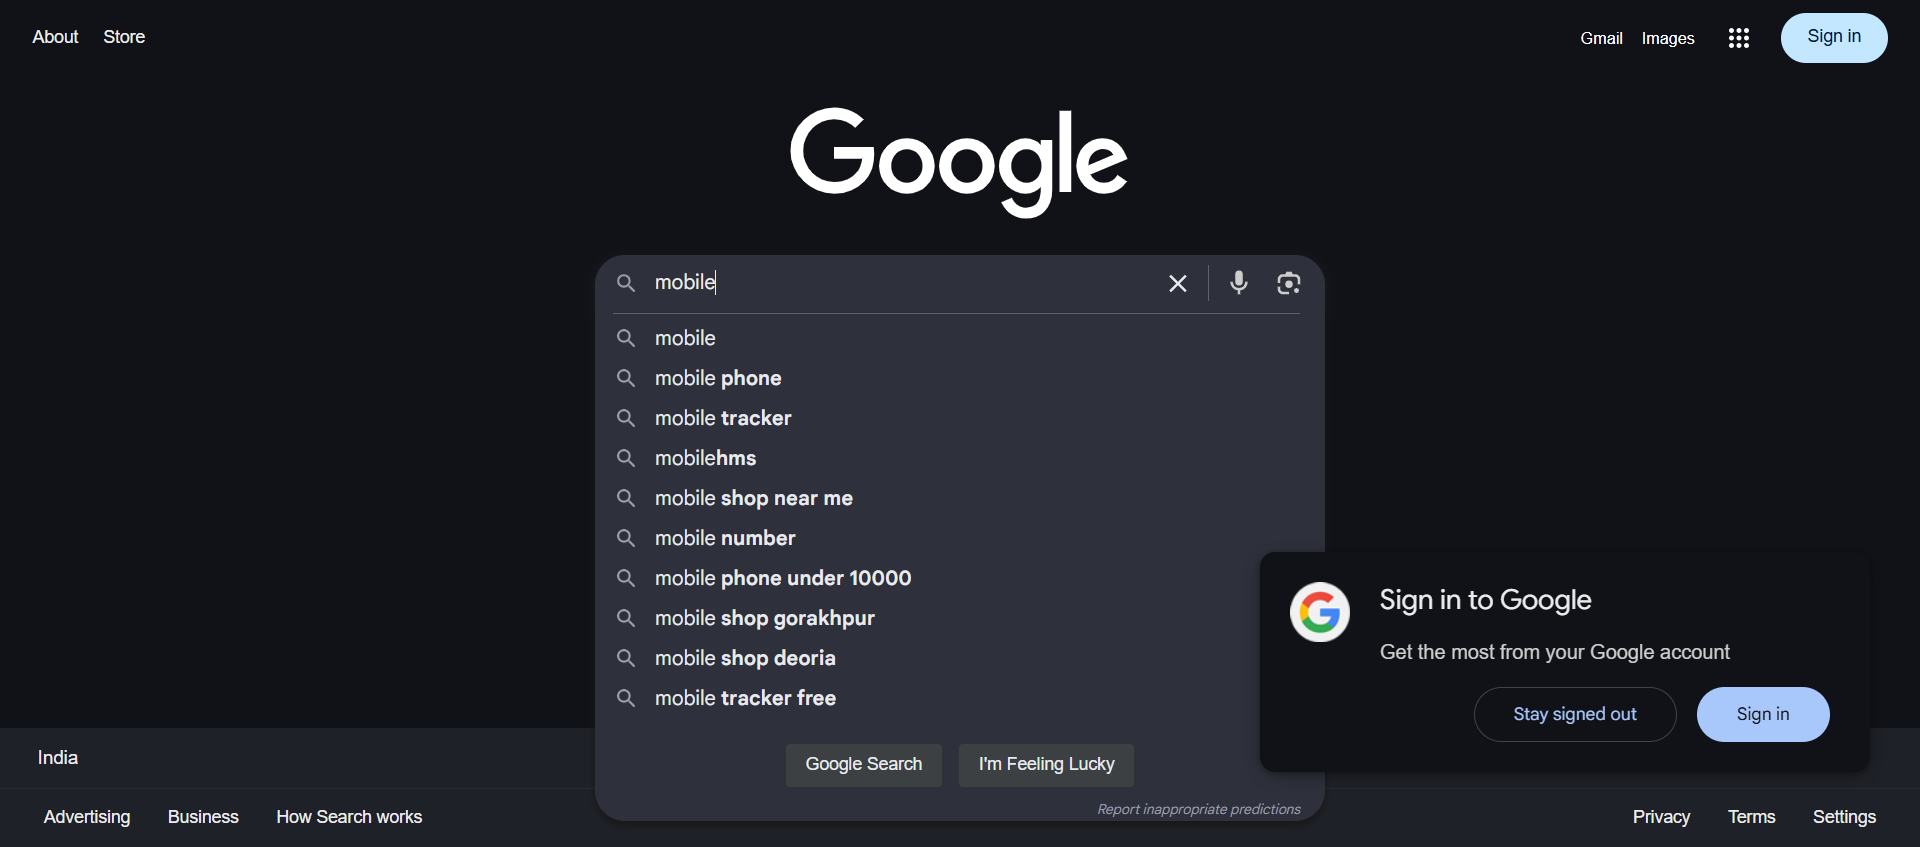 About Store
Gmail Images Sign in
Google
mobile
mobile
mobile phone
mobile tracker
mobilehms
mobile shop near me
mobile number
mobile phone under 10000
mobile shop gorakhpur
mobile shop deoria
mobile tracker free
Google Search I'm Feeling Lucky
Report inappropriate predictions
Sign in to Google
Get the most from your Google account
Stay signed out Sign in
India
Advertising Business How Search works
Privacy Terms Settings